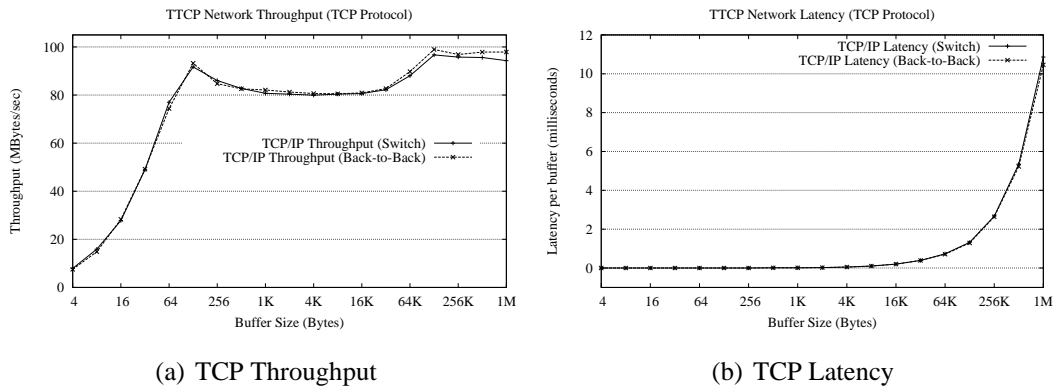 TTCP Network Throughput (TCP Protocol)
100
80
60
40
20
0
Throughput (MBytes/sec)
TCP/IP Throughput (Switch)
TCP/IP Throughput (Back-to-Back)
4 16 64 256 1K 4K 16K 64K 256K 1M
Buffer Size (Bytes)
(a) TCP Throughput
TTCP Network Latency (TCP Protocol)
12
10
8
6
4
2
0
Latency per buffer (milliseconds)
TCP/IP Latency (Switch)
TCP/IP Latency (Back-to-Back)
4 16 64 256 1K 4K 16K 64K 256K 1M
Buffer Size (Bytes)
(b) TCP Latency